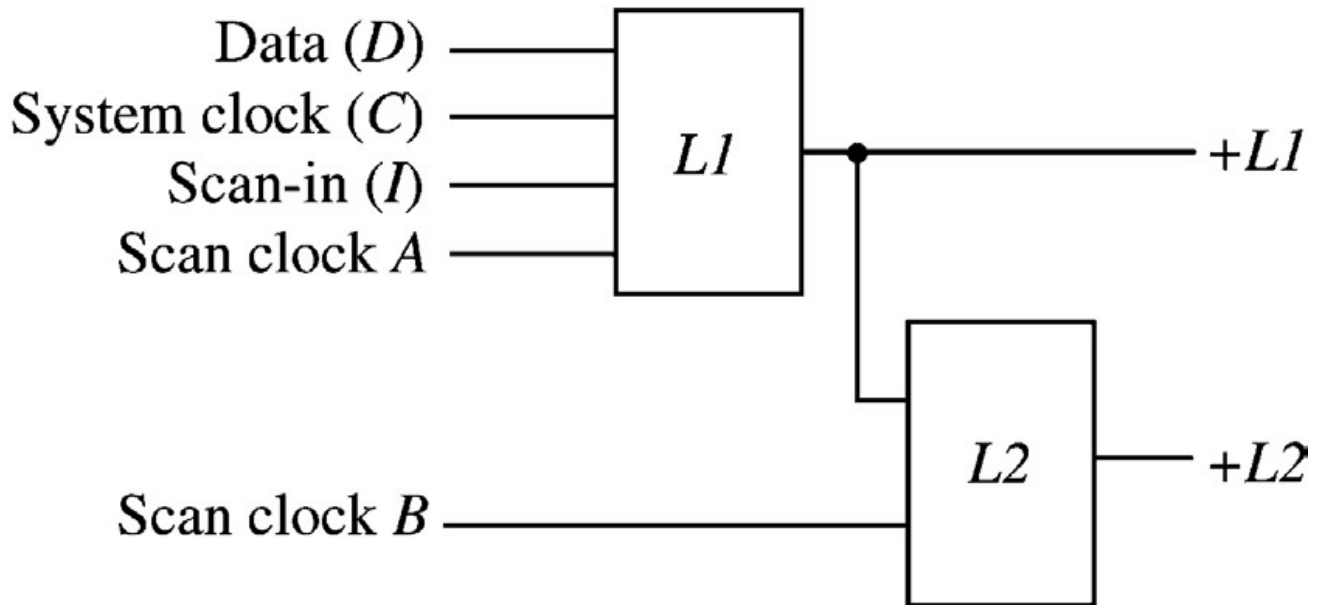 Data (D)
System clock (C)
Scan-in (I)
Scan clock A
L1
+L1
L2
+L2
Scan clock B